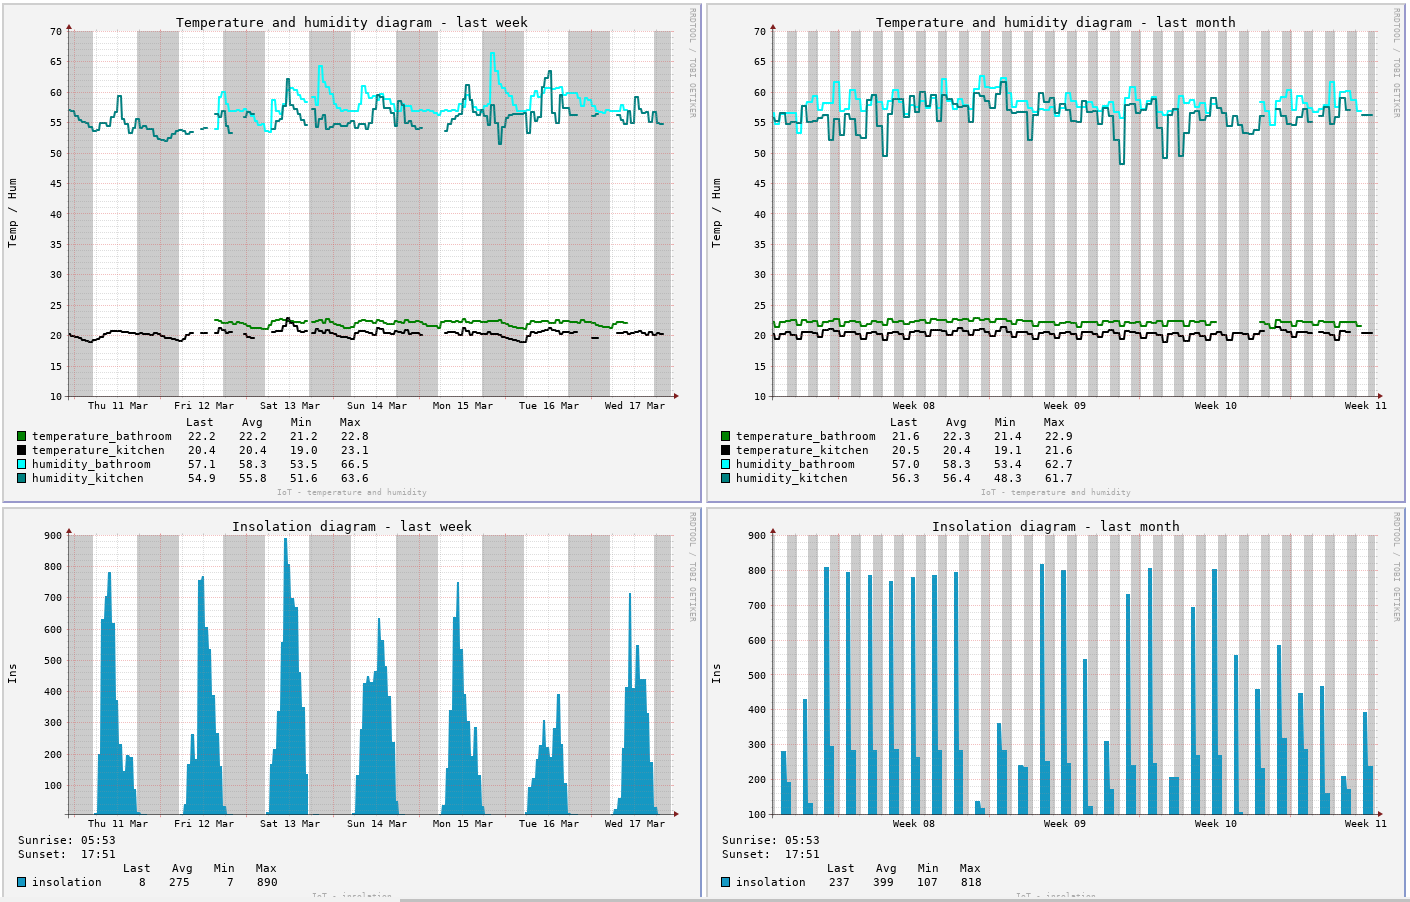 Temperature and humidity diagram - last week
RRDTOOL / TOBI OETIKER
Temp / Hum
70
65
60
55
50
45
40
35
30
25
20
15
10
Thu 11 Mar Fri 12 Mar Sat 13 Mar Sun 14 Mar Mon 15 Mar Tue 16 Mar Wed 17 Mar
Last Avg Min Max
temperature_bathroom 22.2 22.2 21.2 22.8
temperature_kitchen 20.4 20.4 19.0 23.1
humidity_bathroom 57.1 58.3 53.5 66.5
humidity_kitchen 54.9 55.8 51.6 63.6
IoT - temperature and humidity
Temperature and humidity diagram - last month
RRDTOOL / TOBI OETIKER
Temp / Hum
70
65
60
55
50
45
40
35
30
25
20
15
10
Week 08 Week 09 Week 10 Week 11
Last Avg Min Max
temperature_bathroom 21.6 22.3 21.4 22.9
temperature_kitchen 20.5 20.4 19.1 21.6
humidity_bathroom 57.0 58.3 53.4 62.7
humidity_kitchen 56.3 56.4 48.3 61.7
IoT - temperature and humidity
Insolation diagram - last week
RRDTOOL / TOBI OETIKER
Ins
900
800
700
600
500
400
300
200
100
Thu 11 Mar Fri 12 Mar Sat 13 Mar Sun 14 Mar Mon 15 Mar Tue 16 Mar Wed 17 Mar
Sunrise: 05:53
Sunset: 17:51
Last Avg Min Max
insolation 8 275 7 890
IoT - insolation
Insolation diagram - last month
RRDTOOL / TOBI OETIKER
Ins
900
800
700
600
500
400
300
200
100
Week 08 Week 09 Week 10 Week 11
Sunrise: 05:53
Sunset: 17:51
Last Avg Min Max
insolation 237 399 107 818
IoT - insolation